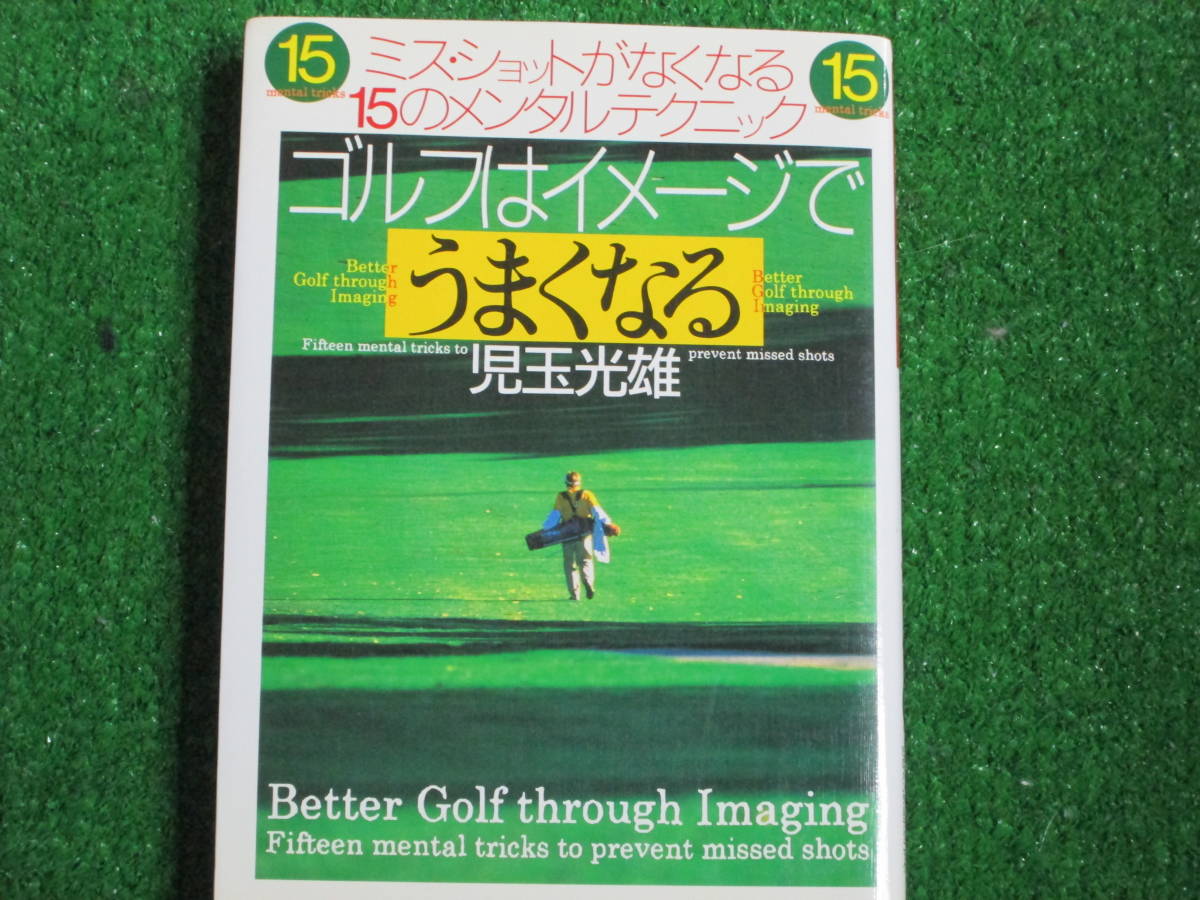 15
mental tricks
ミス・ショットがなくなる
15のメンタルテクニック
15
mental tricks
ゴルフはイメージで
Better
Golf through
Imaging
うまくなる
Better
Golf through
Imaging
Fifteen mental tricks to
児玉光雄
prevent missed shots
Better Golf through Imaging
Fifteen mental tricks to prevent missed shots